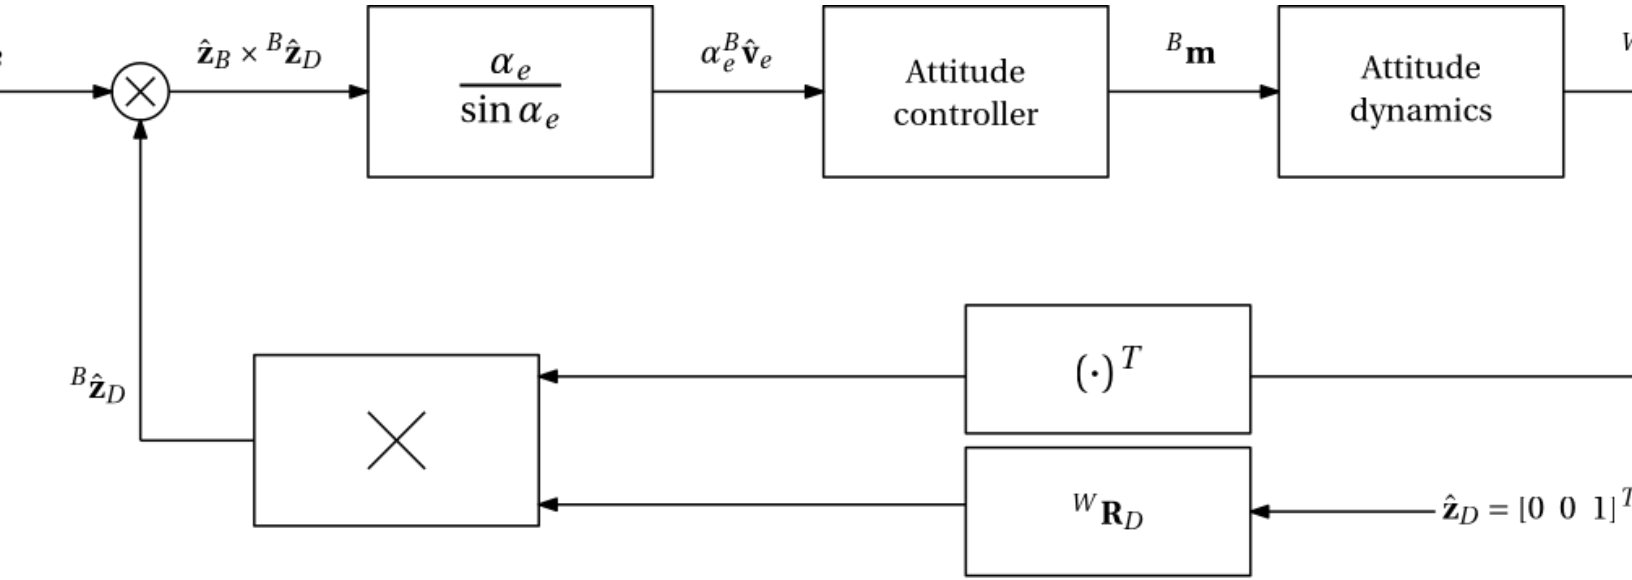 ẑ_B × ^Bẑ_D
α_e
sin α_e
α_e^B v̂_e
Attitude
controller
^B m
Attitude
dynamics
^B ẑ_D
×
(·)^T
^W R_D
ẑ_D = [0 0 1]^T